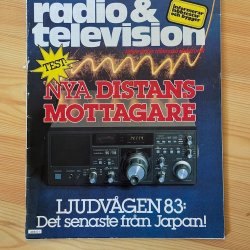 radio &
television
TEST:
NYA DISTANS-
MOTTAGARE
LJUDVÅGEN 83:
Det senaste från Japan!